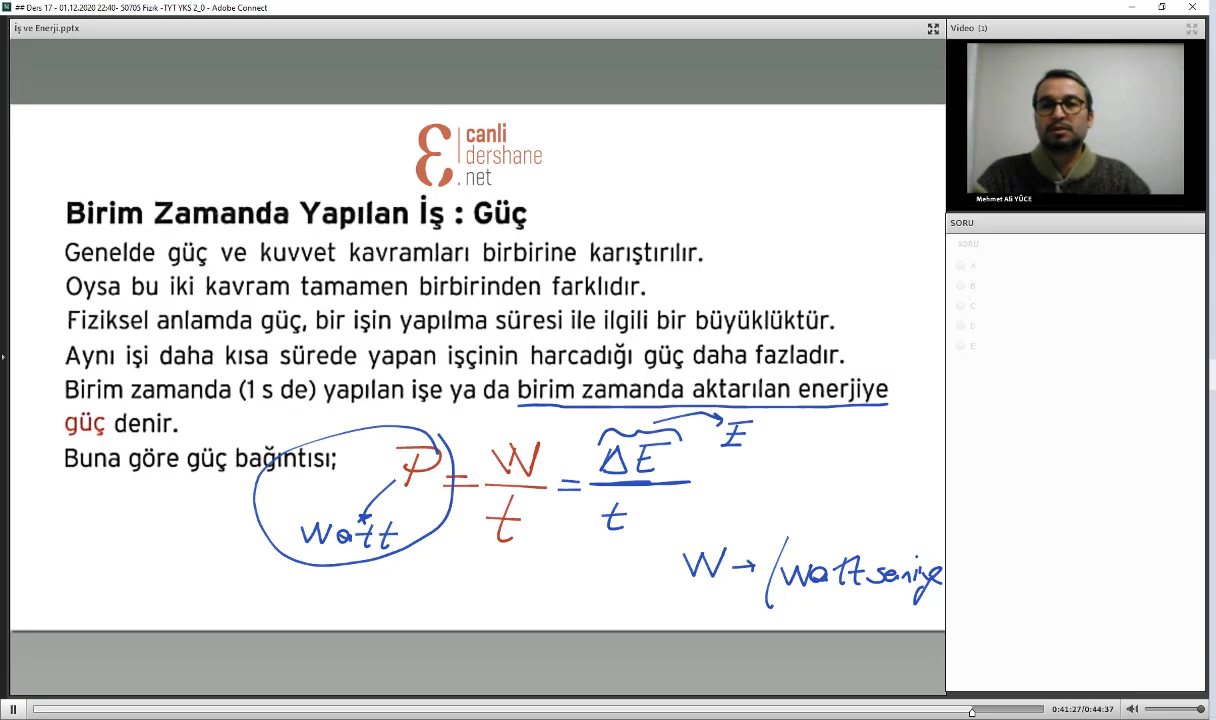 ## Ders 17 - 01.12.2020 22:40- 50705 Fizik -TYT YKS 2_0 - Adobe Connect
İş ve Enerji.pptx
Video (1)
canli
dershane
.net
Mehmet Ali YÜCE
SORU
SORU
A
B
C
D
E
Birim Zamanda Yapılan İş : Güç
Genelde güç ve kuvvet kavramları birbirine karıştırılır.
Oysa bu iki kavram tamamen birbirinden farklıdır.
Fiziksel anlamda güç, bir işin yapılma süresi ile ilgili bir büyüklüktür.
Aynı işi daha kısa sürede yapan işçinin harcadığı güç daha fazladır.
Birim zamanda (1 s de) yapılan işe ya da birim zamanda aktarılan enerjiye
güç denir.
Buna göre güç bağıntısı;
P = W / t = ΔE / t → E
watt
W → (wattsaniye
0:41:27/0:44:37